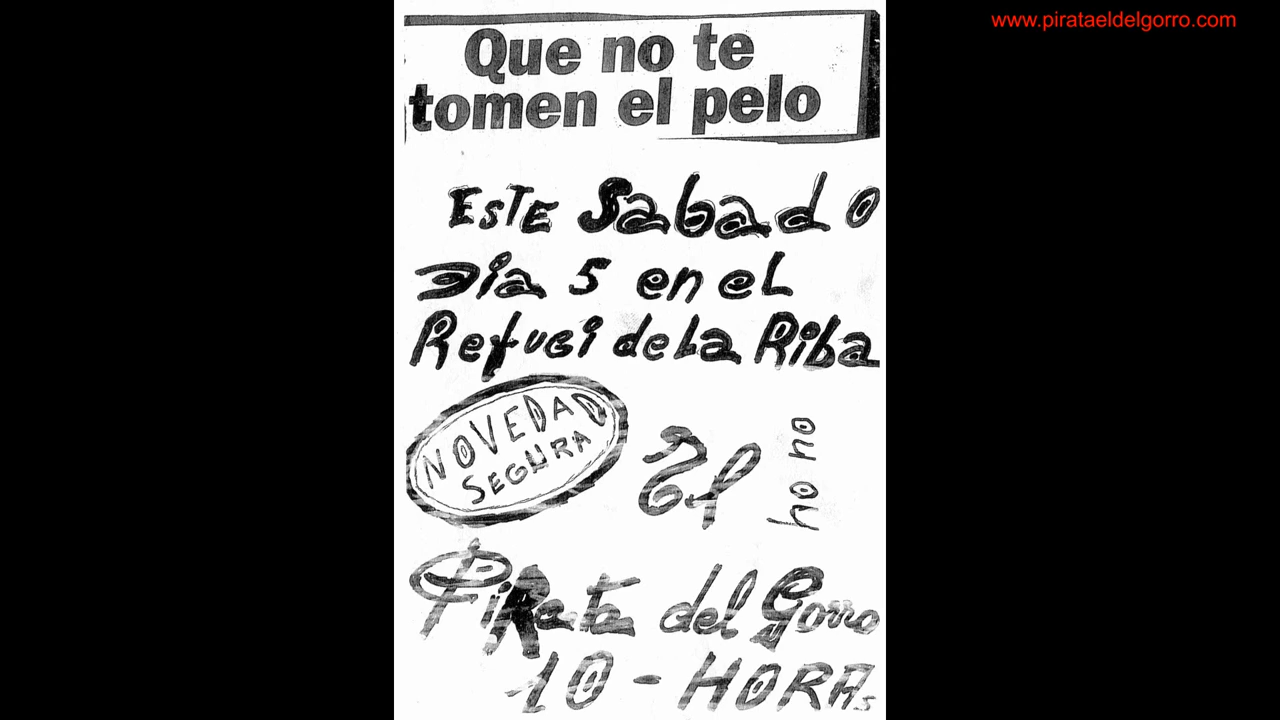 www.pirataeldelgorro.com
Que no te
tomen el pelo
ESTE Sabado
Dia 5 en el
Refugi de La Riba
NOVEDAD
SEGURA
El
ho no
PiRata del Gorro
10 - HORAs